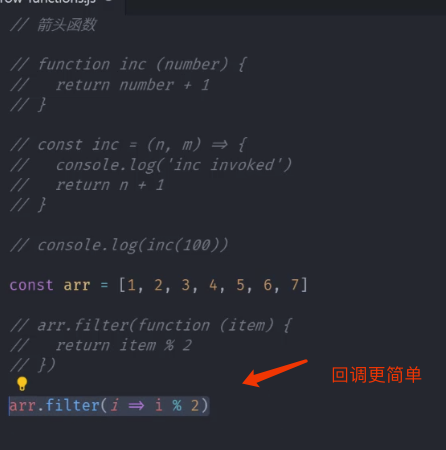 row-functions.js
// 箭头函数
// function inc (number) {
//   return number + 1
// }
// const inc = (n, m) => {
//   console.log('inc invoked')
//   return n + 1
// }
// console.log(inc(100))
const arr = [1, 2, 3, 4, 5, 6, 7]
// arr.filter(function (item) {
//   return item % 2
// })
回调更简单
arr.filter(i => i % 2)